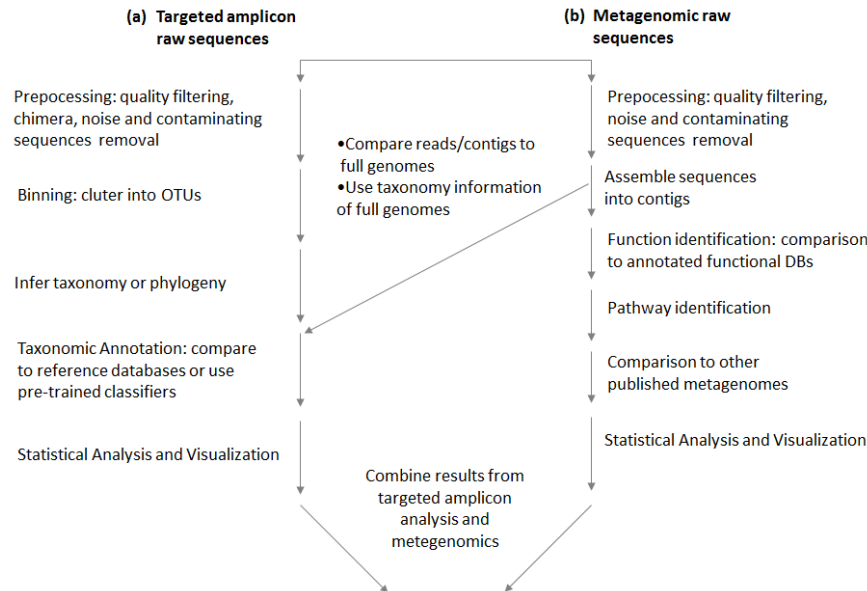 (a) Targeted amplicon
raw sequences
Prepocessing: quality filtering,
chimera, noise and contaminating
sequences removal
Binning: cluter into OTUs
Infer taxonomy or phylogeny
Taxonomic Annotation: compare
to reference databases or use
pre-trained classifiers
Statistical Analysis and Visualization
•Compare reads/contigs to
full genomes
•Use taxonomy information
of full genomes
(b) Metagenomic raw
sequences
Prepocessing: quality filtering,
noise and contaminating
sequences removal
Assemble sequences
into contigs
Function identification: comparison
to annotated functional DBs
Pathway identification
Comparison to other
published metagenomes
Statistical Analysis and Visualization
Combine results from
targeted amplicon
analysis and
metegenomics